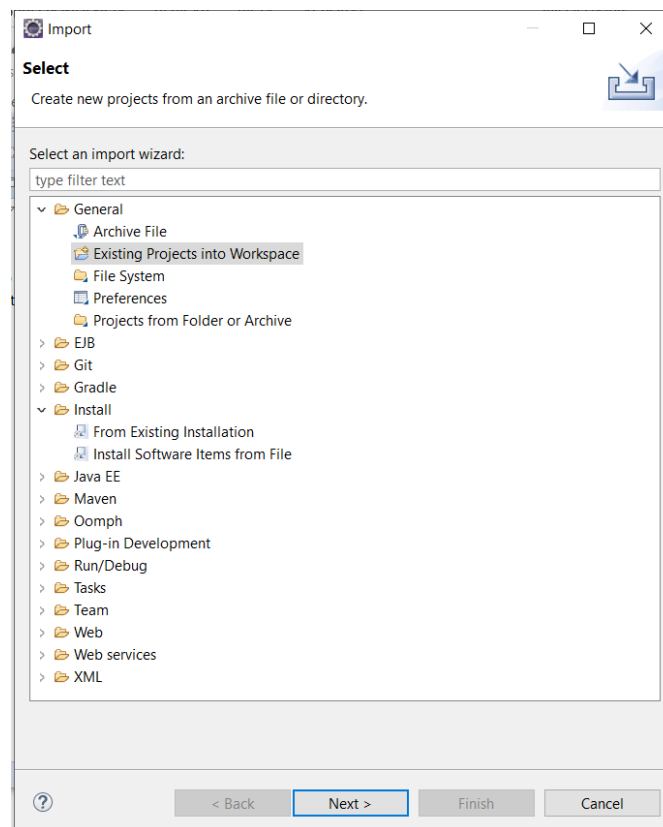 Import
Select
Create new projects from an archive file or directory.
Select an import wizard:
type filter text
General
Archive File
Existing Projects into Workspace
File System
Preferences
Projects from Folder or Archive
EJB
Git
Gradle
Install
From Existing Installation
Install Software Items from File
Java EE
Maven
Oomph
Plug-in Development
Run/Debug
Tasks
Team
Web
Web services
XML
? < Back Next > Finish Cancel